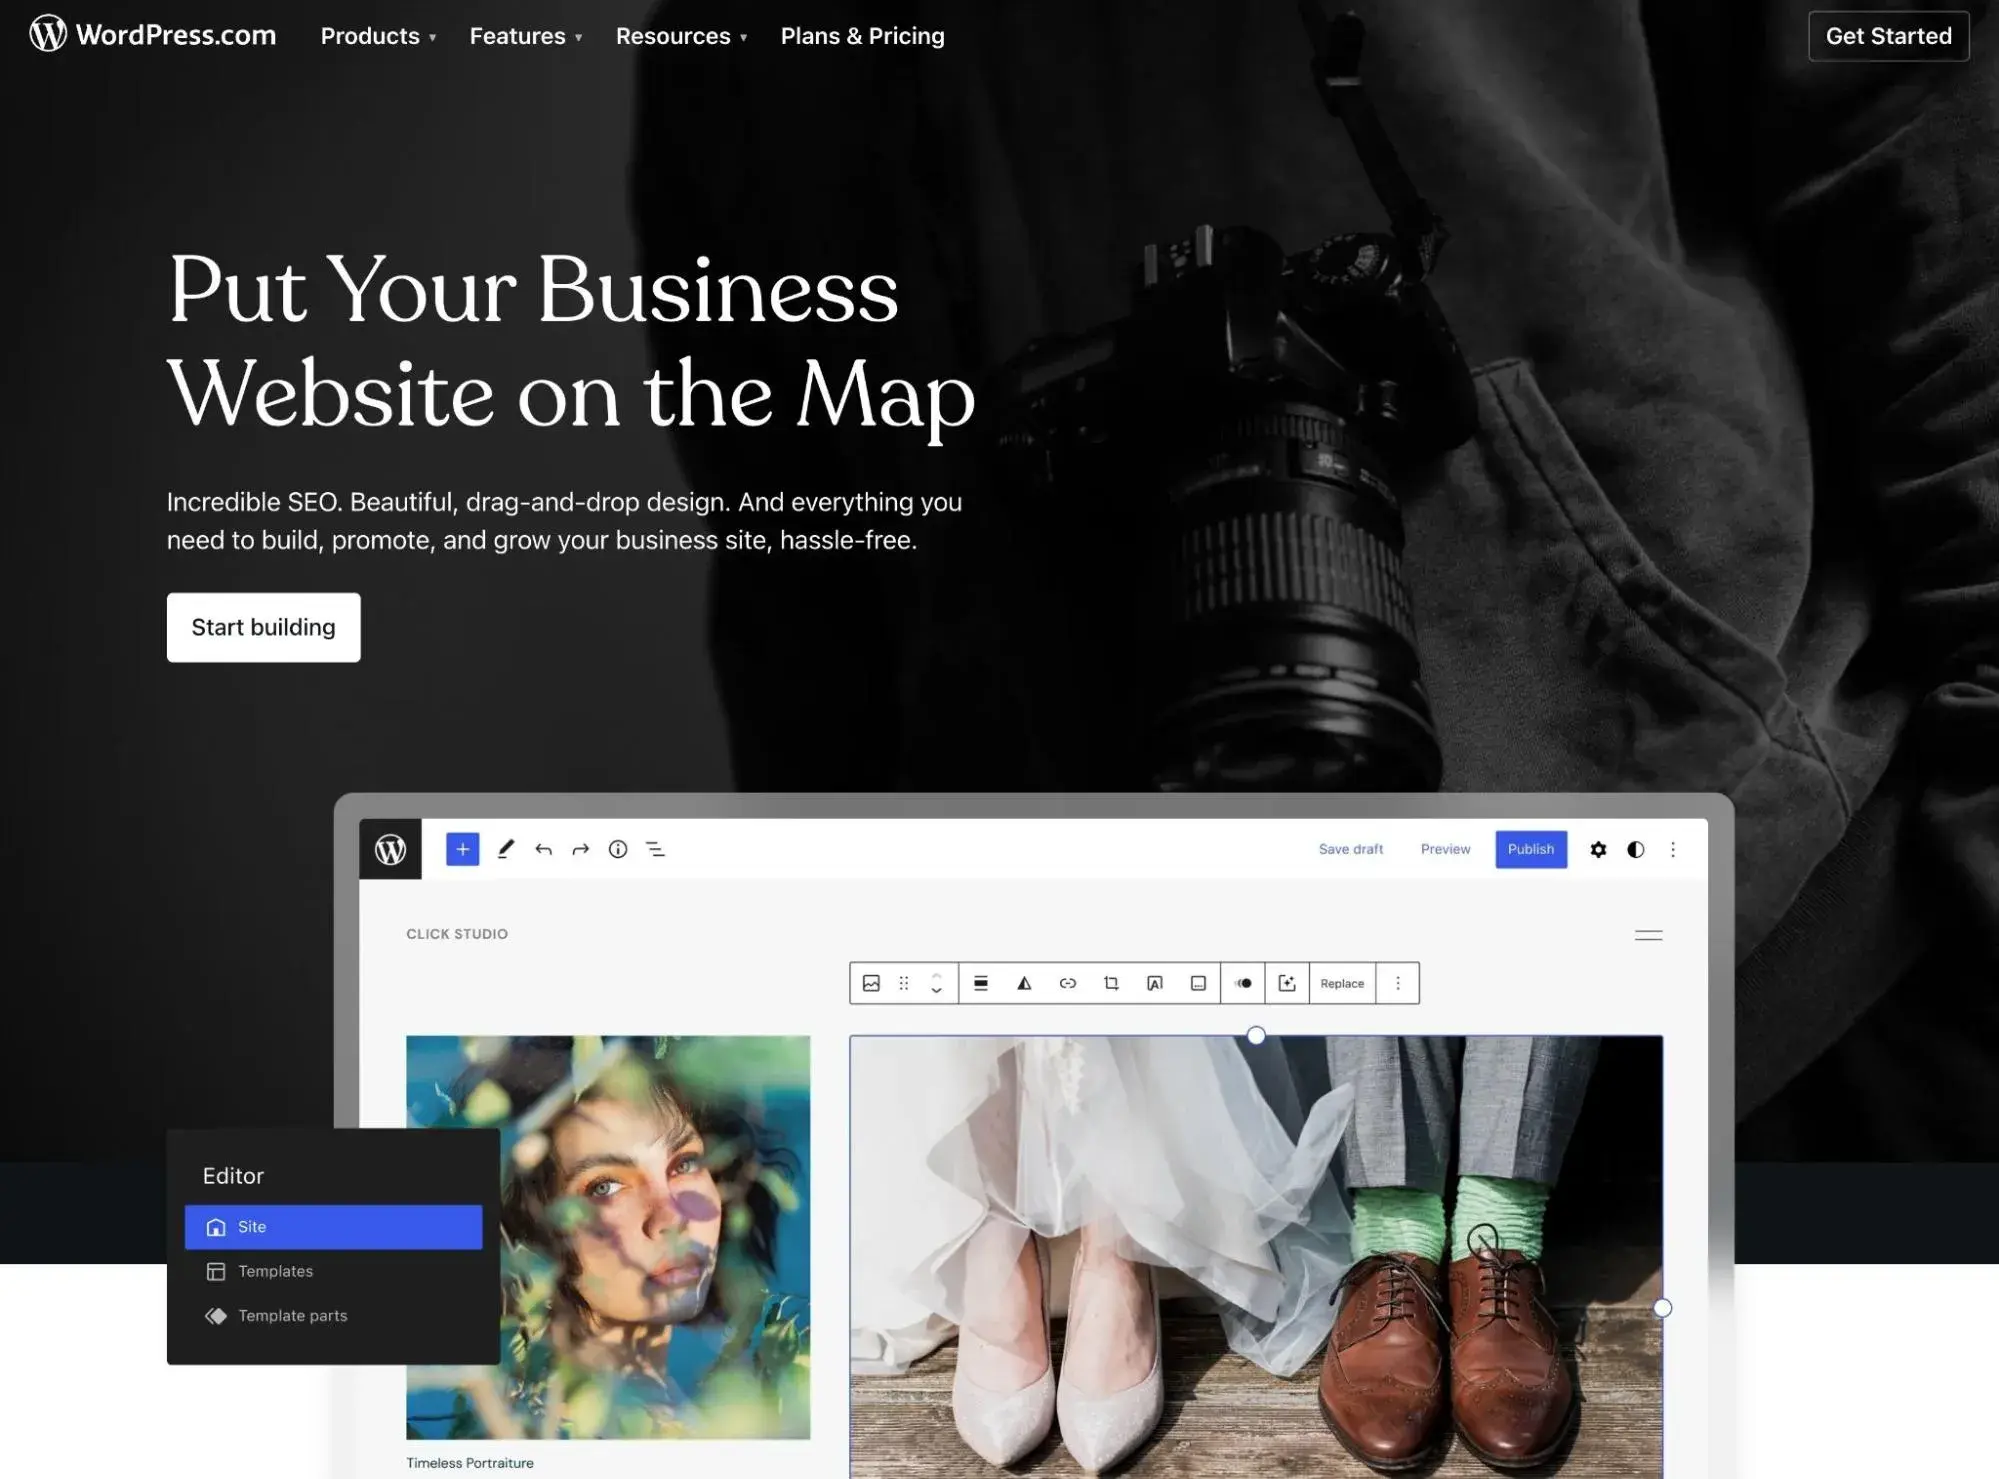 WordPress.com Products Features Resources Plans & Pricing Get Started
Put Your Business
Website on the Map
Incredible SEO. Beautiful, drag-and-drop design. And everything you
need to build, promote, and grow your business site, hassle-free.
Start building
Save draft Preview Publish
CLICK STUDIO
Replace
Editor
Site
Templates
Template parts
Timeless Portraiture